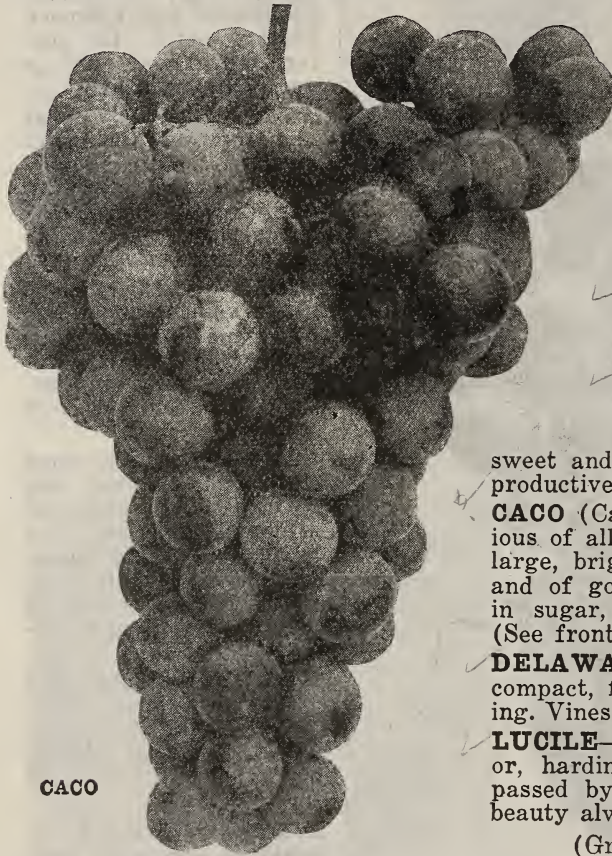 sweet and
productive
CACO (Ca
ious of all
large, brig
and of go
in sugar,
(See front
DELAWA
compact, f
ing. Vines
LUCILE—
or, hardin
passed by
beauty alw
(Gr
CACO